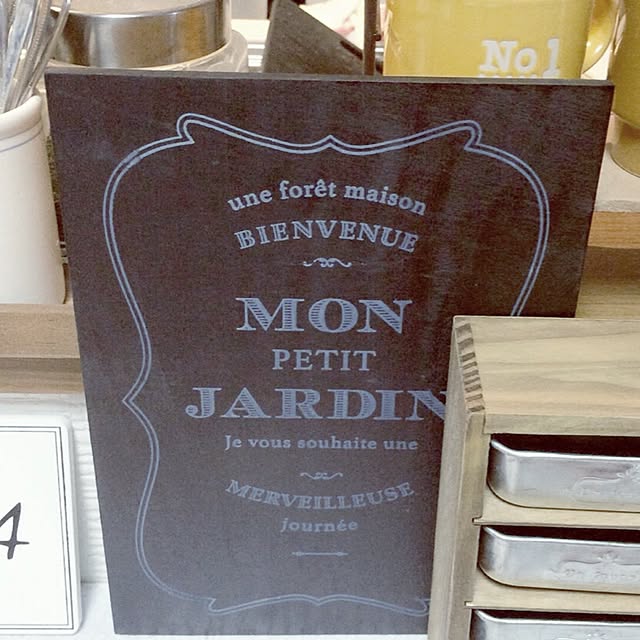 No1
une forêt maison
BIENVENUE
MON
PETIT
JARDIN
Je vous souhaite une
MERVEILLEUSE
journée
4